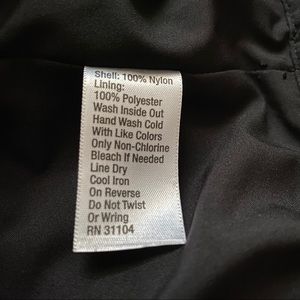 Shell: 100% Nylon
Lining:
100% Polyester
Wash Inside Out
Hand Wash Cold
With Like Colors
Only Non-Chlorine
Bleach If Needed
Line Dry
Cool Iron
On Reverse
Do Not Twist
Or Wring
RN 31104